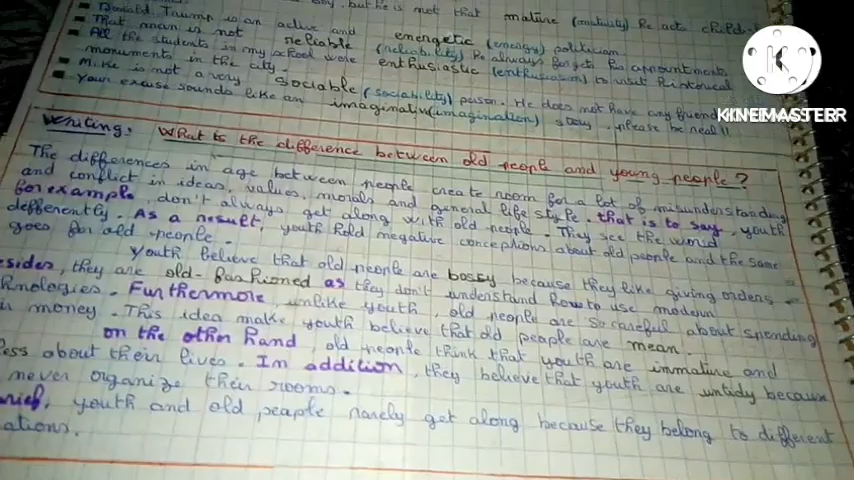 boy, but he is not that mature (maturity) He acts child
Donald Trump is an active and energetic (energy) politician
That man is not reliable (reliability) He always forgets his appointments
All the students in my school were enthusiastic (enthusiasm) to visit historical
monuments in the city.
Mike is not a very sociable (sociability) person. He does not have any friend
Your excuse sounds like an imaginativ (imagination) story, please be real !!
K
KINEMASTER
Writing:
What is the difference between old people and young people?
The differences in age between people create room for a lot of misunderstanding
and conflict in ideas, values, morals and general life style. that is to say, youth
for example, don't always get along with old people. They see the world
defferently. As a result, youth hold negative conceptions about old people and the same
goes for old people.
Youth believe that old people are bossy because they like giving orders
esides, they are old-fashioned as they don't understand how to use modern
hnologies. Furthermore, unlike youth, old people are so careful about spending
in money. This idea make youth believe that old people are mean.
on the other hand, old people think that youth are immature and
less about their lives. In addition, they believe that youth are untidy because
never organize their rooms.
rief, youth and old peaple rarely get along because they belong to different
ations.